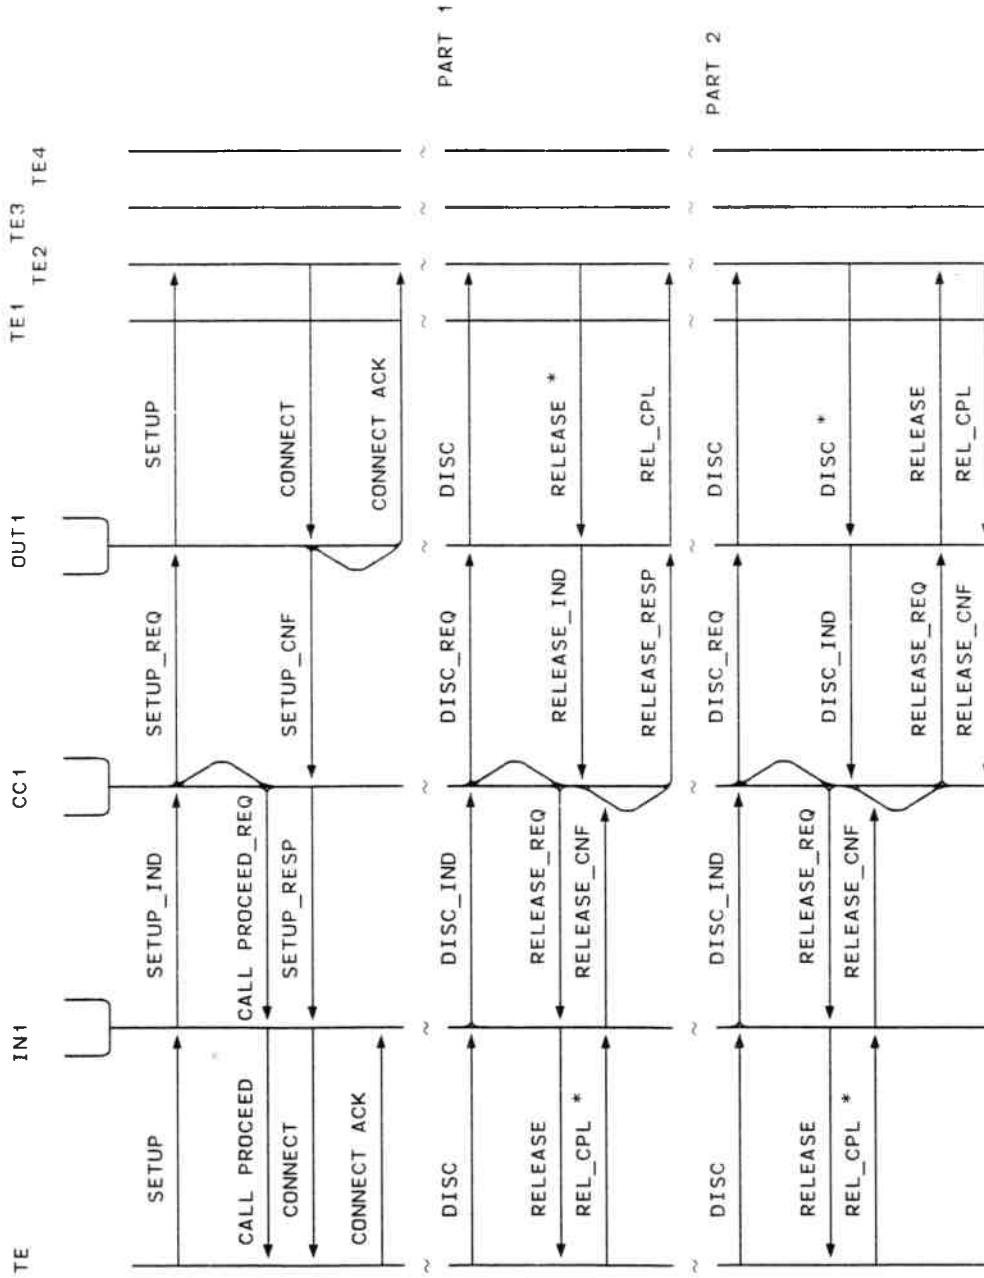 TE IN1 CC1 OUT1 TE1 TE3
TE2 TE4
SETUP SETUP_IND SETUP_REQ SETUP
CALL PROCEED CALL PROCEED_REQ
CONNECT SETUP_RESP SETUP_CNF CONNECT
CONNECT ACK
CONNECT ACK
PART 1
DISC DISC_IND DISC_REQ DISC
RELEASE RELEASE_REQ
RELEASE_IND RELEASE *
REL_CPL * RELEASE_CNF
RELEASE_RESP REL_CPL
PART 2
DISC DISC_IND DISC_REQ DISC
RELEASE RELEASE_REQ
DISC_IND DISC *
REL_CPL * RELEASE_CNF
RELEASE_REQ RELEASE
RELEASE_CNF REL_CPL